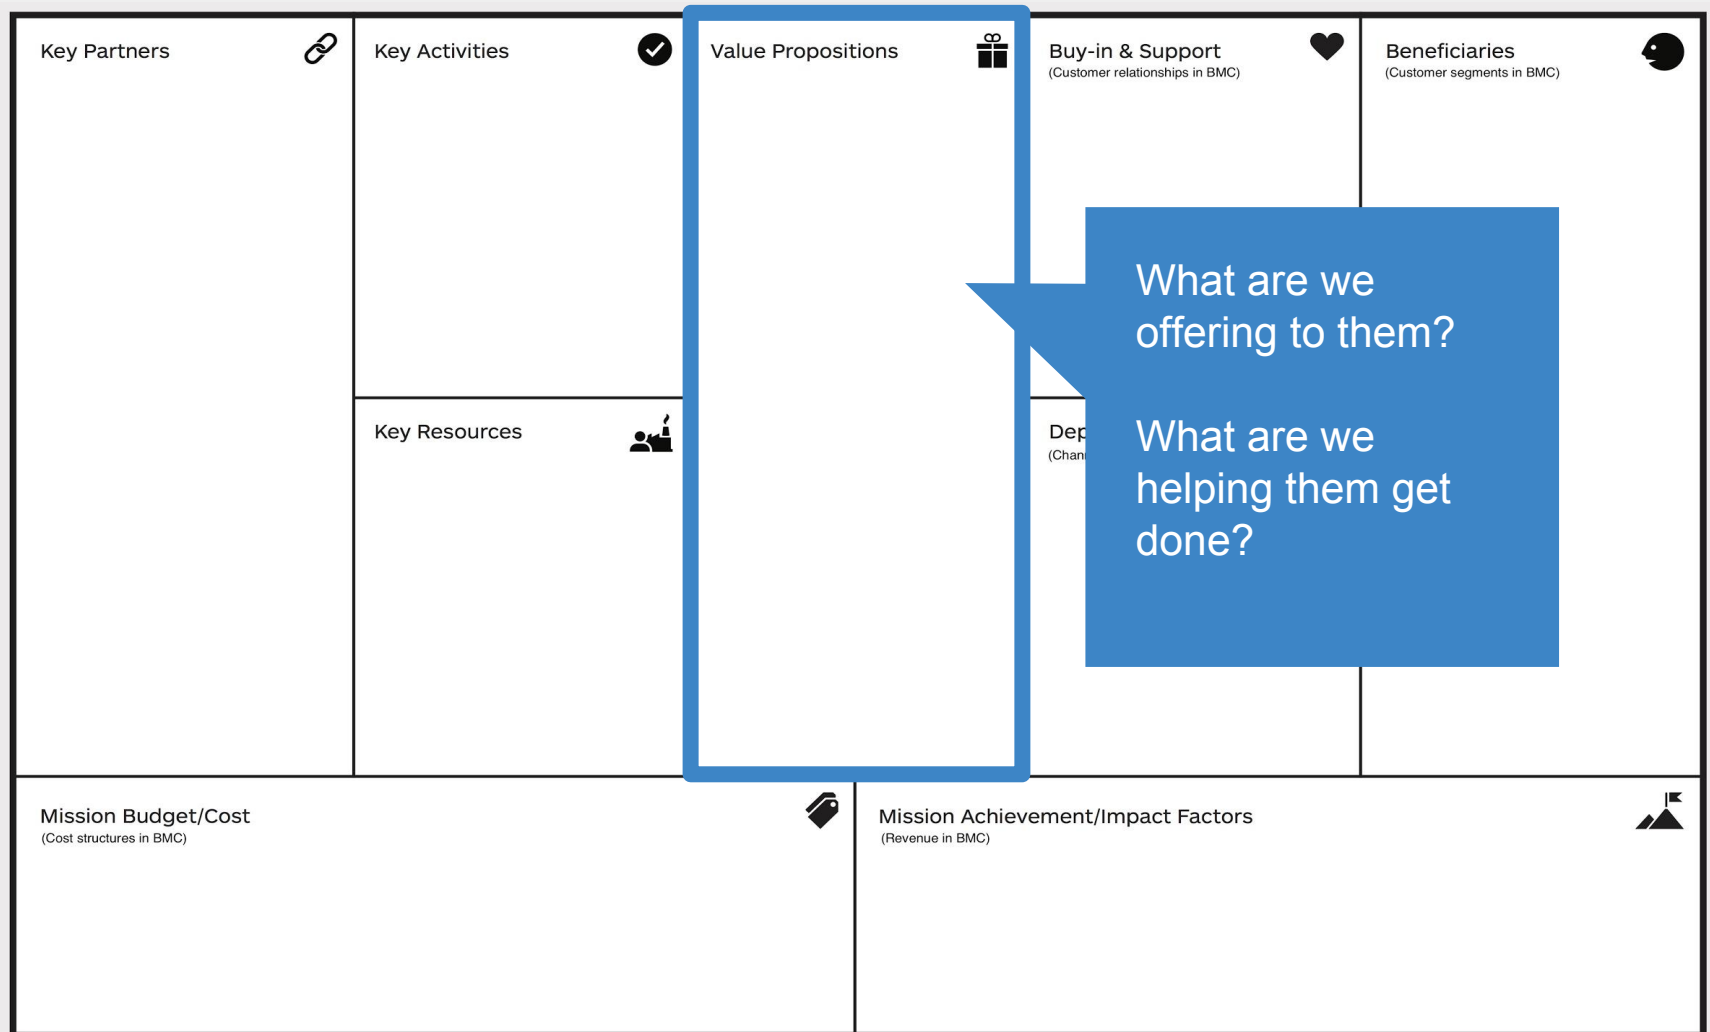 Key Partners
Key Activities
Value Propositions
Buy-in & Support
(Customer relationships in BMC)
Beneficiaries
(Customer segments in BMC)
What are we
offering to them?
What are we
helping them get
done?
Key Resources
Mission Budget/Cost
(Cost structures in BMC)
Mission Achievement/Impact Factors
(Revenue in BMC)